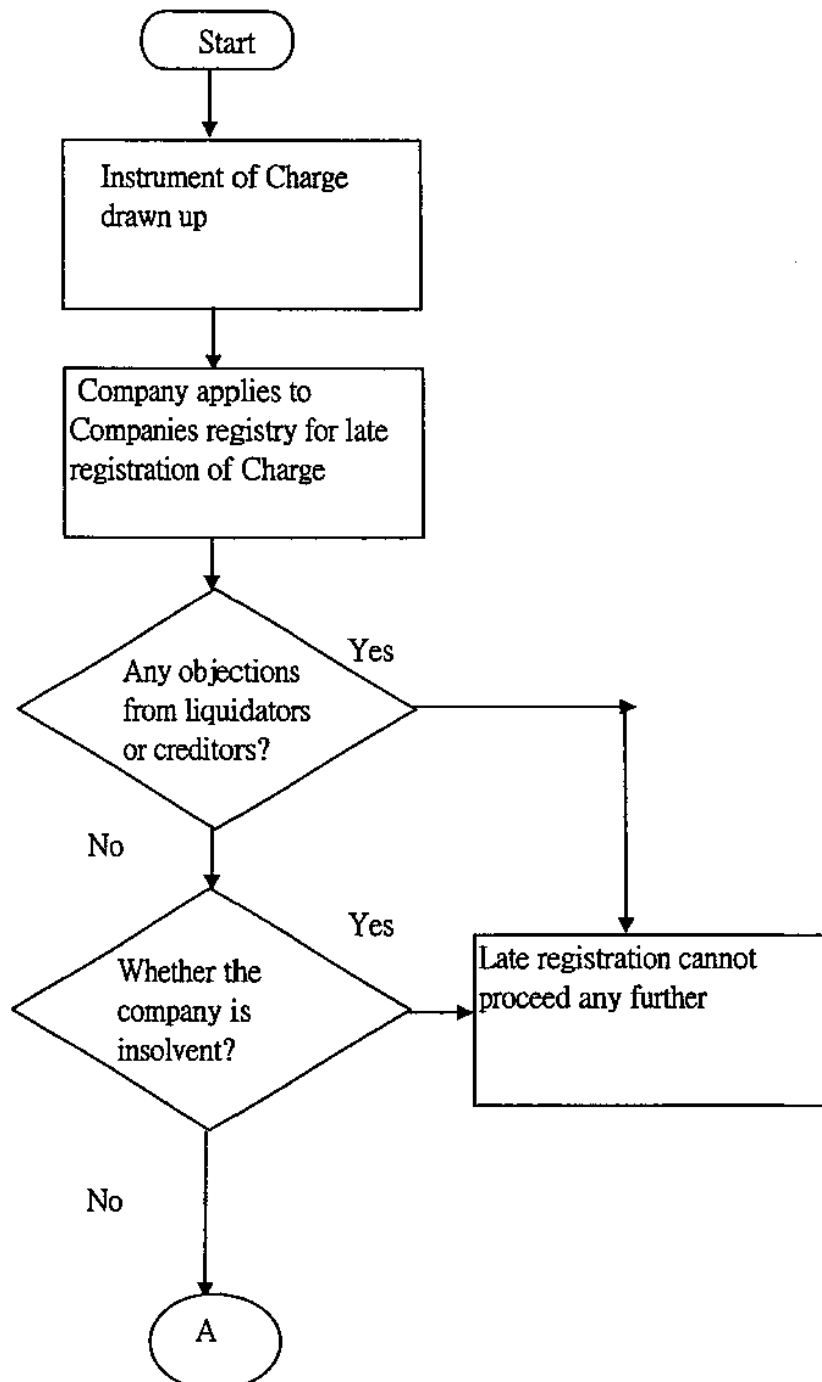 Start
Instrument of Charge
drawn up
Company applies to
Companies registry for late
registration of Charge
Yes
Any objections
from liquidators
or creditors?
No
Yes
Whether the
company is
insolvent?
Late registration cannot
proceed any further
No
A